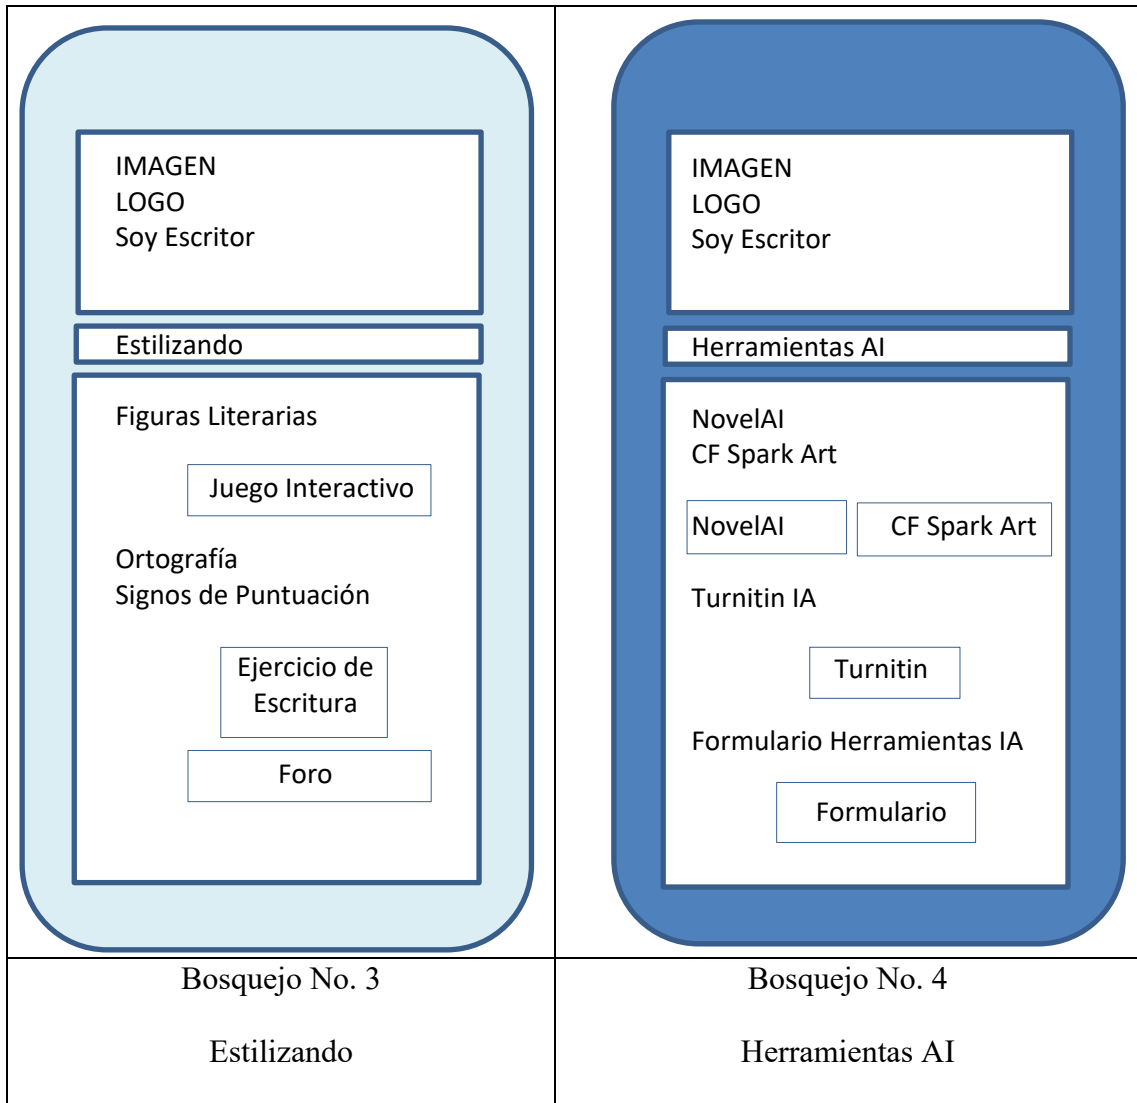 IMAGEN
LOGO
Soy Escritor
Estilizando
Figuras Literarias
Juego Interactivo
Ortografía
Signos de Puntuación
Ejercicio de
Escritura
Foro
Bosquejo No. 3
Estilizando
IMAGEN
LOGO
Soy Escritor
Herramientas AI
NovelAI
CF Spark Art
NovelAI
CF Spark Art
Turnitin IA
Turnitin
Formulario Herramientas IA
Formulario
Bosquejo No. 4
Herramientas AI